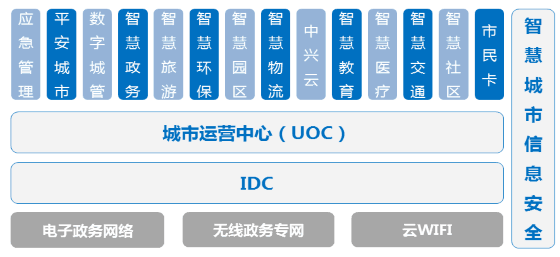 应急管理
平安城市
数字城管
智慧政务
智慧旅游
智慧环保
智慧园区
智慧物流
中兴云
智慧教育
智慧医疗
智慧交通
智慧社区
市民卡
智慧城市信息安全
城市运营中心（UOC）
IDC
电子政务网络
无线政务专网
云WIFI